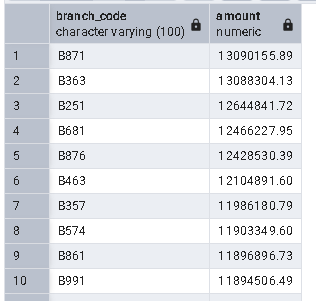 branch_code amount
character varying (100) numeric
1 B871 13090155.89
2 B363 13088304.13
3 B251 12644841.72
4 B681 12466227.95
5 B876 12428530.39
6 B463 12104891.60
7 B357 11986180.79
8 B574 11903349.60
9 B861 11896896.73
10 B991 11894506.49